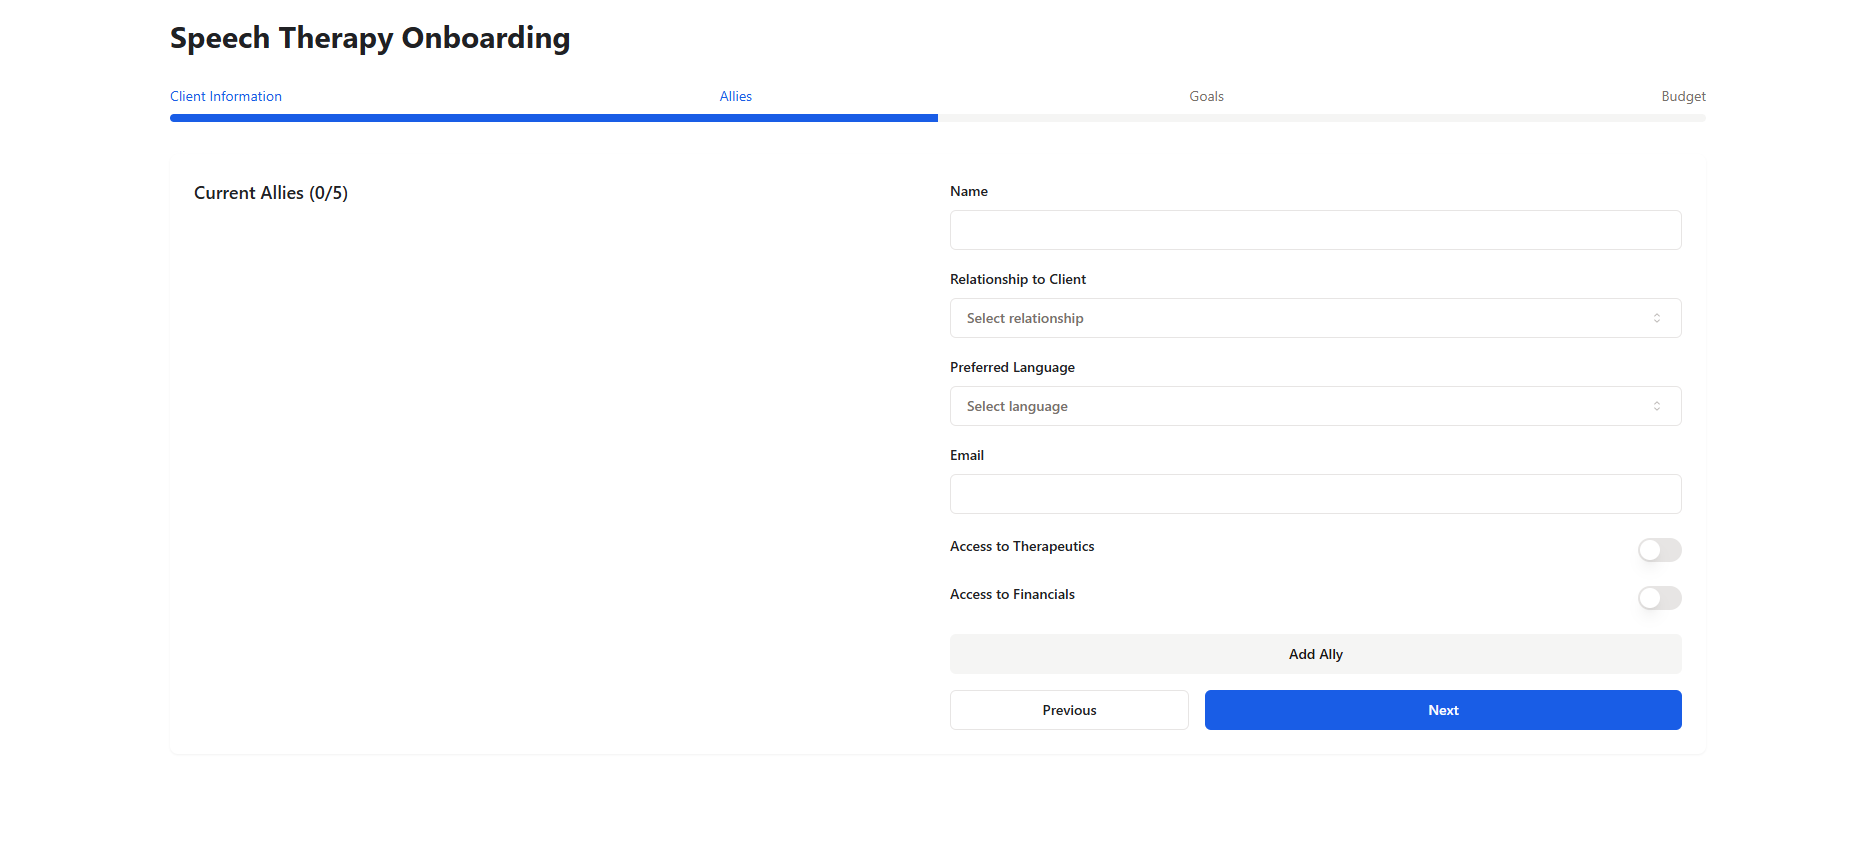 Speech Therapy Onboarding
Client Information
Allies
Goals
Budget
Current Allies (0/5)
Name
Relationship to Client
Select relationship
Preferred Language
Select language
Email
Access to Therapeutics
Access to Financials
Add Ally
Previous
Next